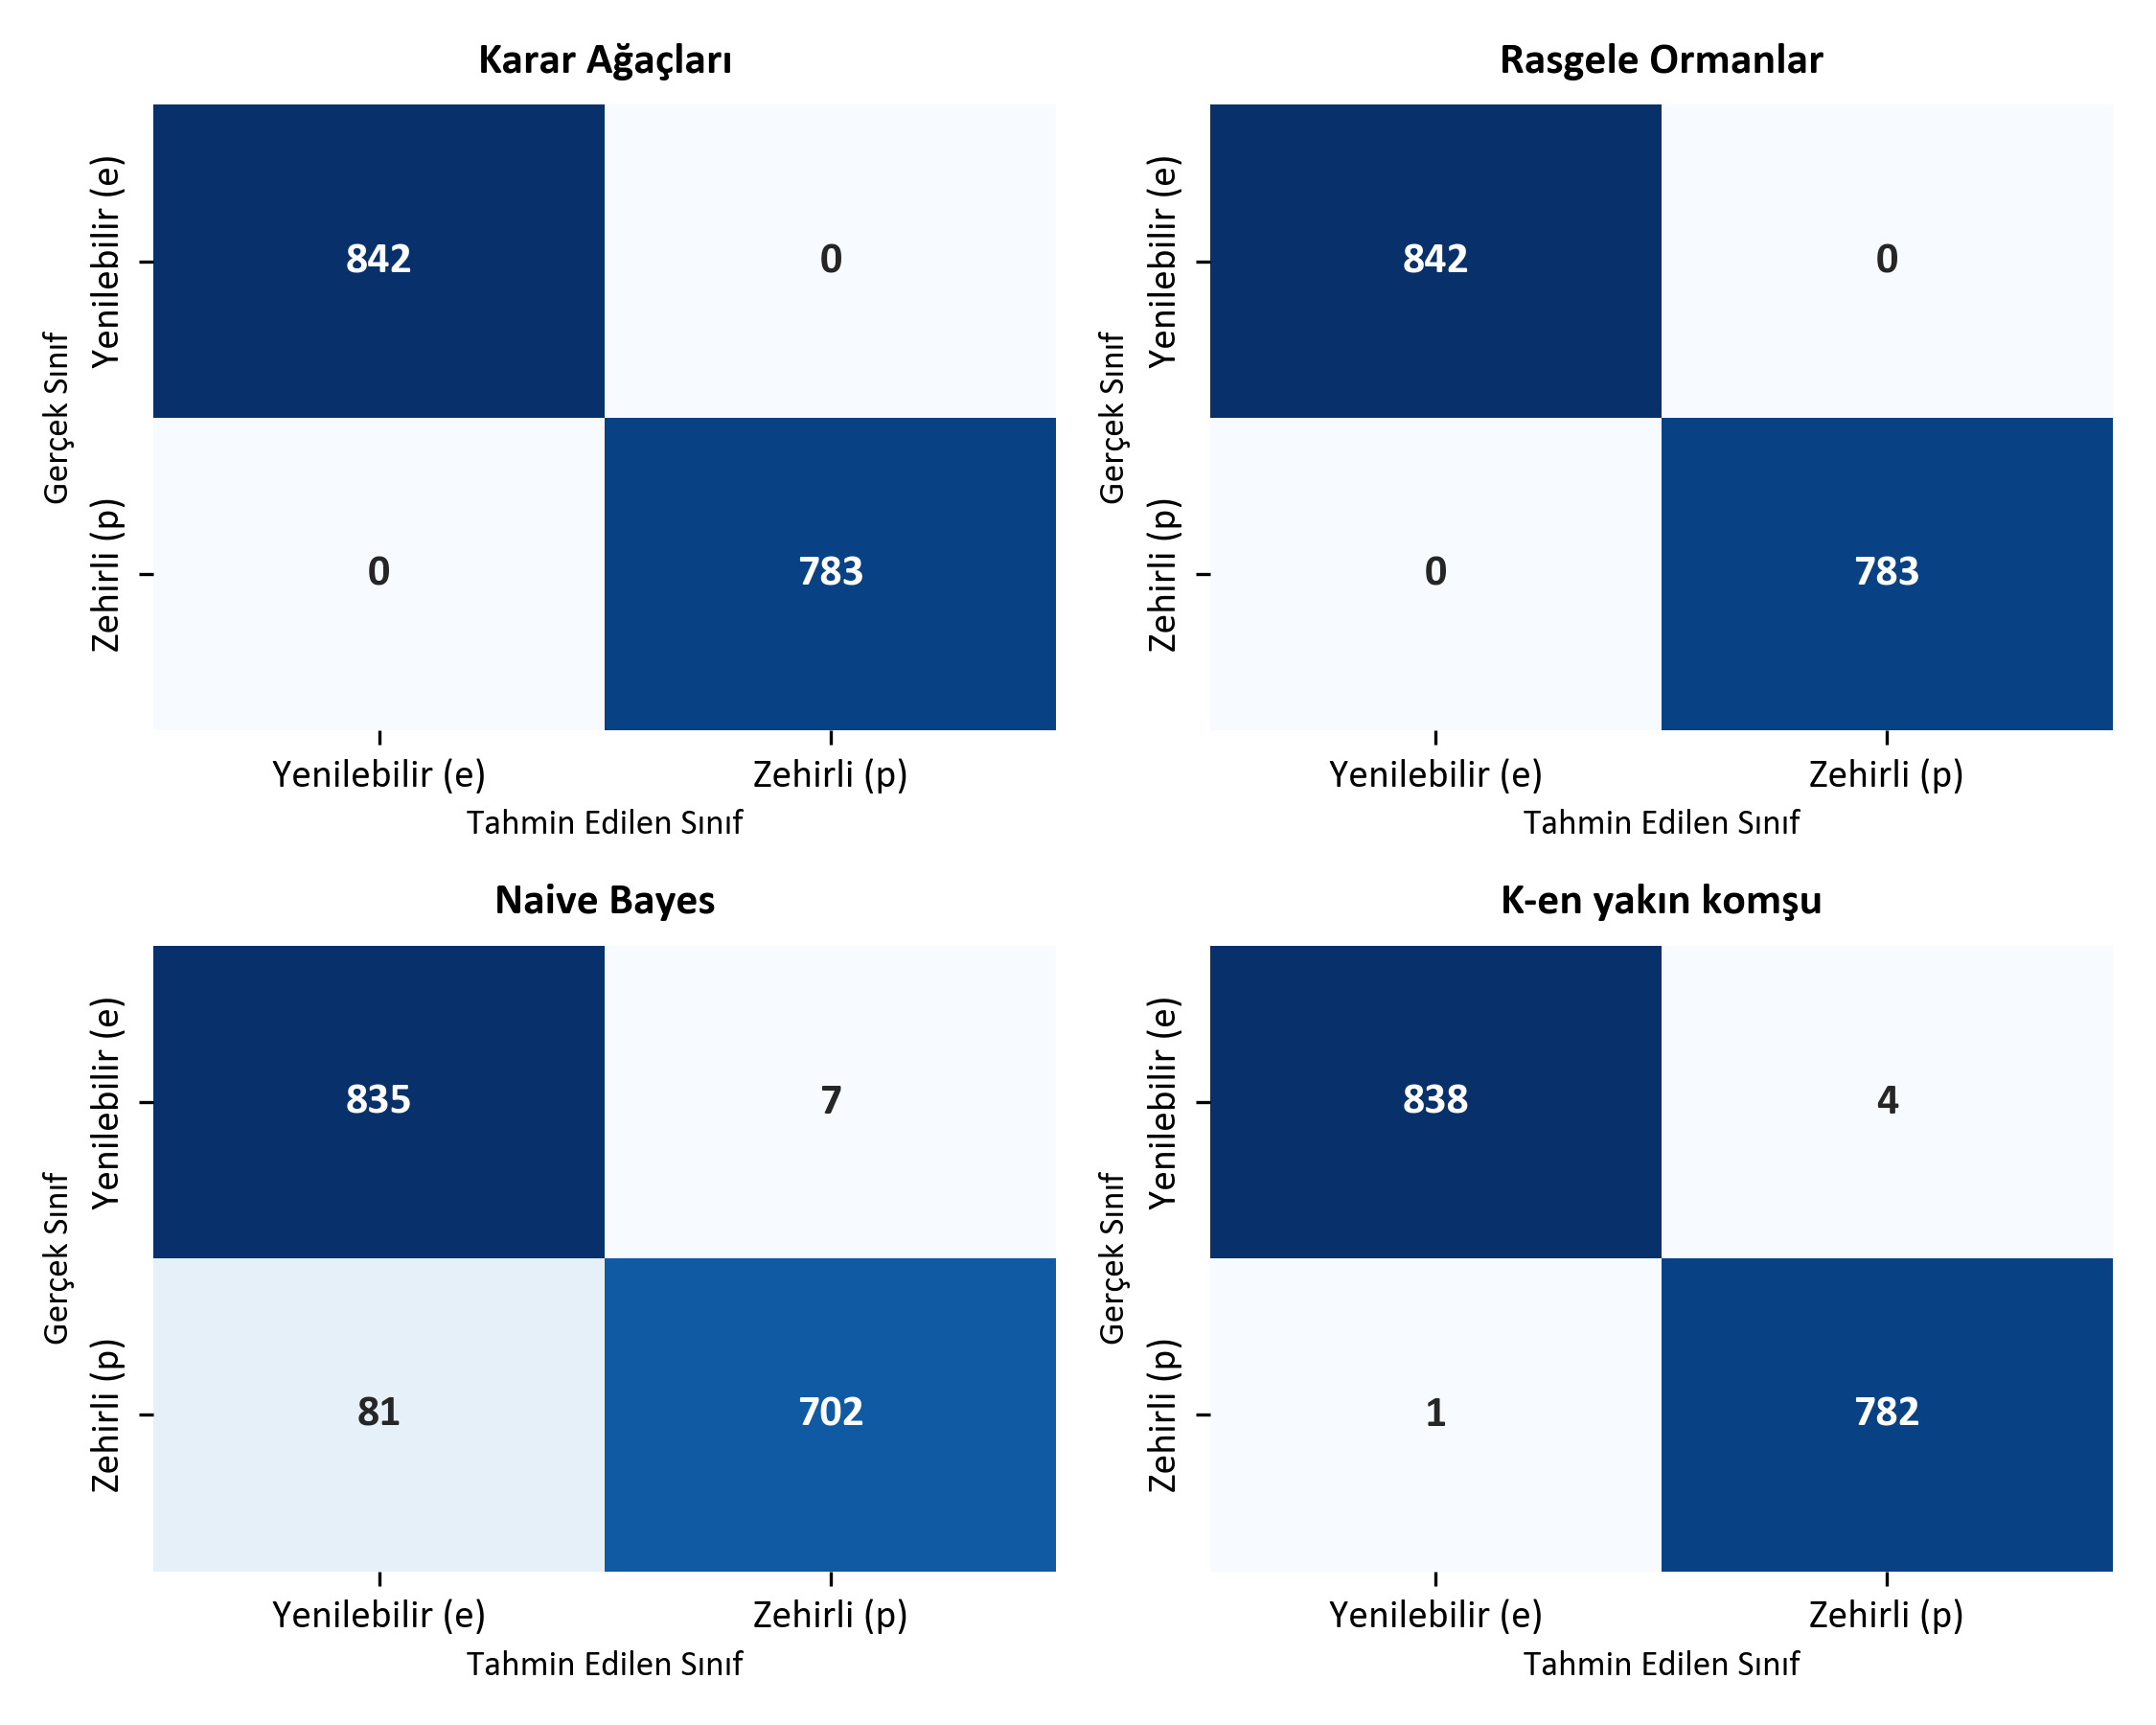 Karar Ağaçları
Gerçek Sınıf
Yenilebilir (e)
Zehirli (p)
842
0
0
783
Yenilebilir (e)
Zehirli (p)
Tahmin Edilen Sınıf
Rasgele Ormanlar
Gerçek Sınıf
Yenilebilir (e)
Zehirli (p)
842
0
0
783
Yenilebilir (e)
Zehirli (p)
Tahmin Edilen Sınıf
Naive Bayes
Gerçek Sınıf
Yenilebilir (e)
Zehirli (p)
835
7
81
702
Yenilebilir (e)
Zehirli (p)
Tahmin Edilen Sınıf
K-en yakın komşu
Gerçek Sınıf
Yenilebilir (e)
Zehirli (p)
838
4
1
782
Yenilebilir (e)
Zehirli (p)
Tahmin Edilen Sınıf